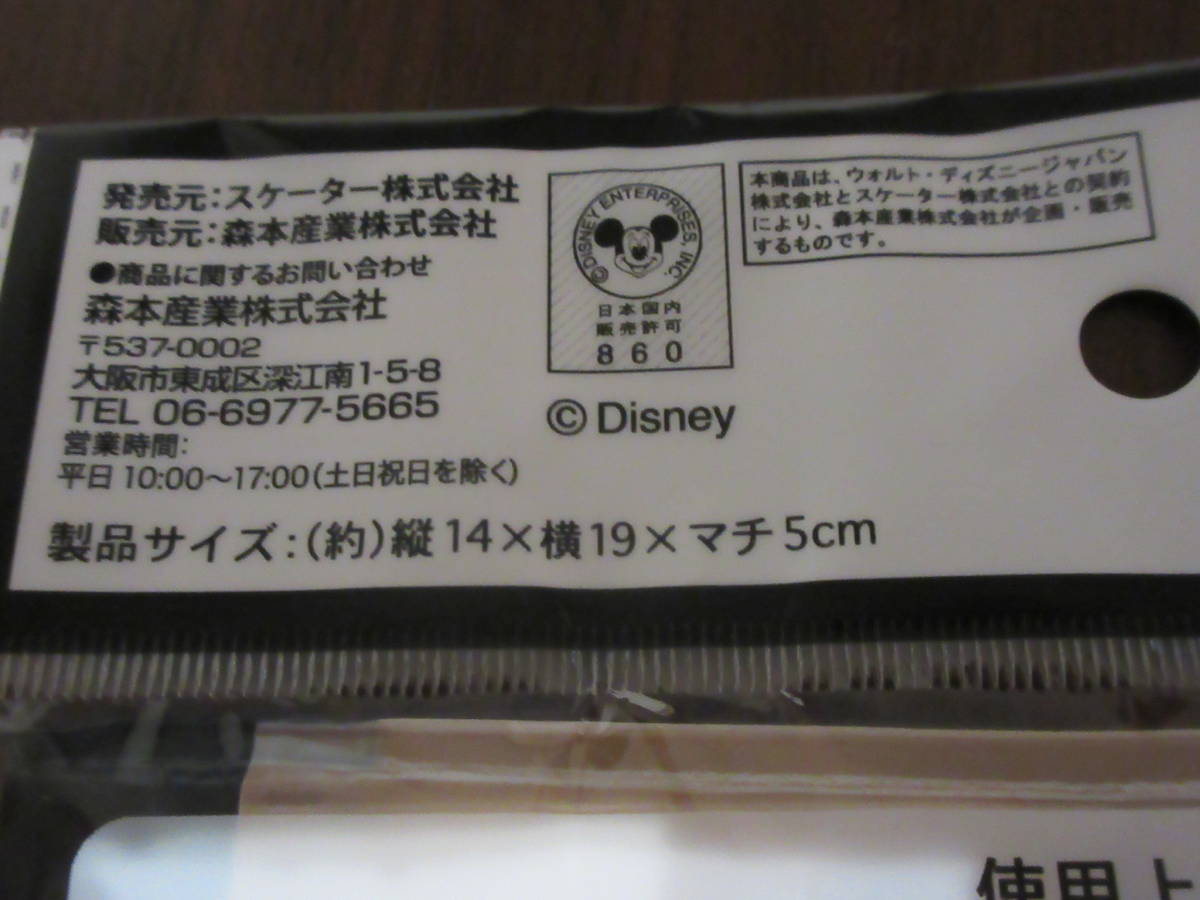 発売元:スケーター株式会社
販売元:森本産業株式会社
●商品に関するお問い合わせ
森本産業株式会社
〒537-0002
大阪市東成区深江南1-5-8
TEL 06-6977-5665
営業時間:
平日 10:00〜17:00(土日祝日を除く)
製品サイズ:(約)縦14×横19×マチ5cm
©DISNEY ENTERPRISES, INC.
日本国内
販売許可
860
© Disney
本商品は、ウォルト・ディズニージャパン
株式会社とスケーター株式会社との契約
により、森本産業株式会社が企画・販売
するものです。
使用上